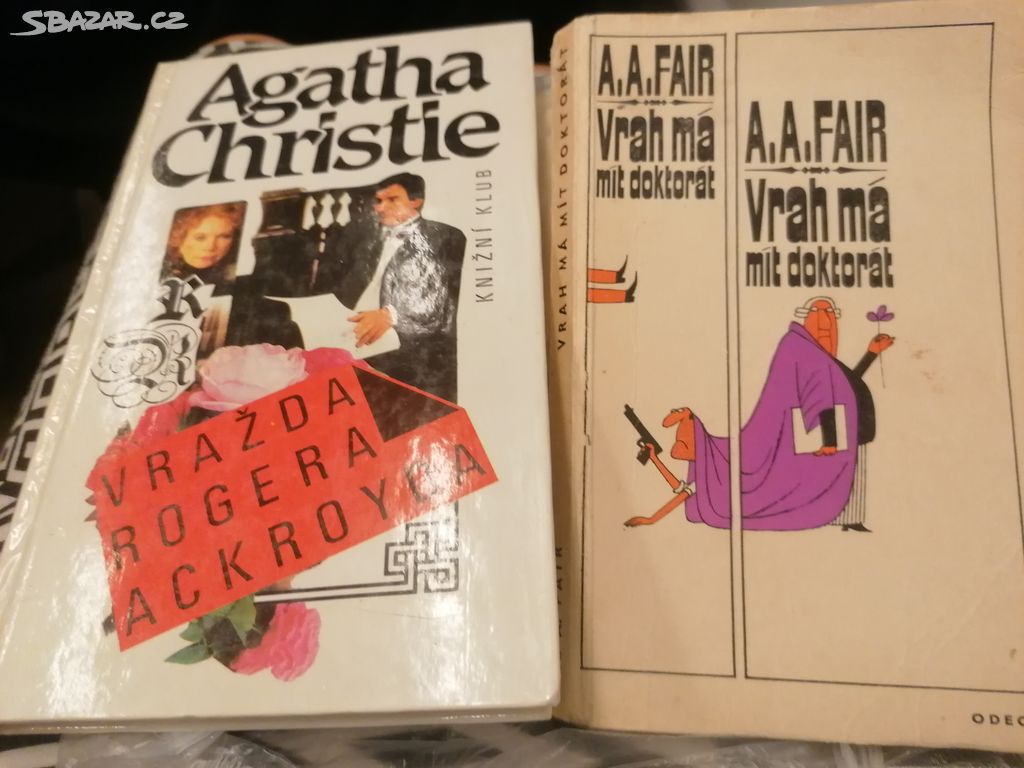 SBAZAR.CZ
Agatha
Christie
KNIŽNÍ KLUB
VRAŽDA
ROGERA
ACKROYDA
VRAH MÁ MÍT DOKTORÁT
A.A.FAIR
Vrah má
mít doktorát
A.A.FAIR
Vrah má
mít doktorát